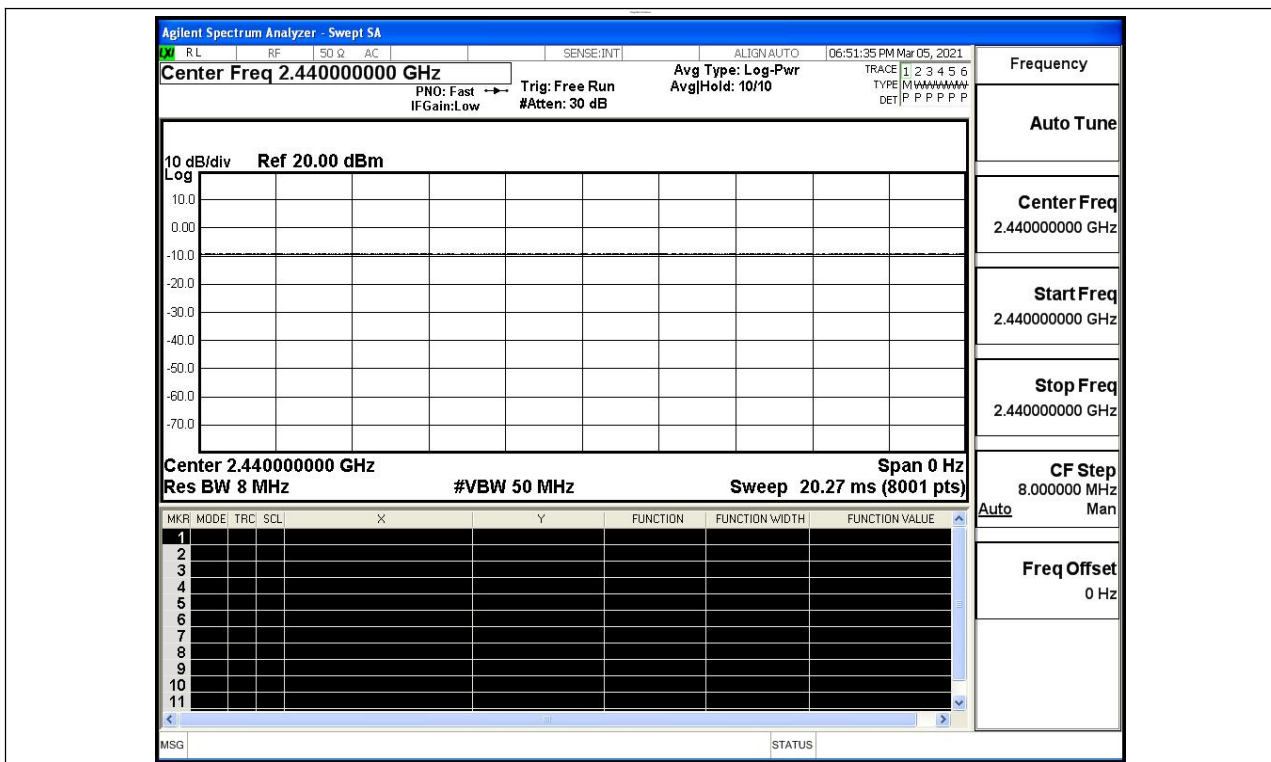 Agilent Spectrum Analyzer - Swept SA
LXI RL RF 50 Ω AC SENSE:INT ALIGNAUTO 06:51:35 PM Mar 05, 2021
Center Freq 2.440000000 GHz
PNO: Fast
IFGain:Low
Trig: Free Run
#Atten: 30 dB
Avg Type: Log-Pwr
Avg|Hold: 10/10
TRACE 1 2 3 4 5 6
TYPE MWWWWW
DET P P P P P P
10 dB/div Ref 20.00 dBm
Log
10.0
0.00
-10.0
-20.0
-30.0
-40.0
-50.0
-60.0
-70.0
Center 2.440000000 GHz Span 0 Hz
Res BW 8 MHz #VBW 50 MHz Sweep 20.27 ms (8001 pts)
MKR MODE TRC SCL X Y FUNCTION FUNCTION WIDTH FUNCTION VALUE
1
2
3
4
5
6
7
8
9
10
11
MSG STATUS
Frequency
Auto Tune
Center Freq
2.440000000 GHz
Start Freq
2.440000000 GHz
Stop Freq
2.440000000 GHz
CF Step
8.000000 MHz
Auto Man
Freq Offset
0 Hz